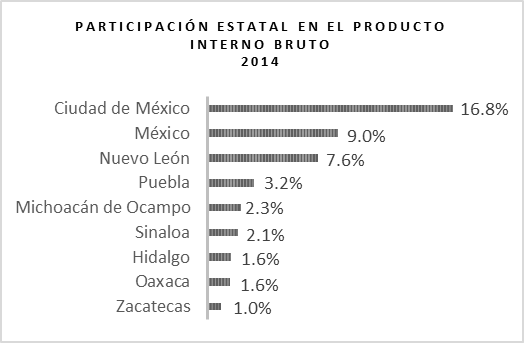 PARTICIPACIÓN ESTATAL EN EL PRODUCTO
INTERNO BRUTO
2014
Ciudad de México 16.8%
México 9.0%
Nuevo León 7.6%
Puebla 3.2%
Michoacán de Ocampo 2.3%
Sinaloa 2.1%
Hidalgo 1.6%
Oaxaca 1.6%
Zacatecas 1.0%